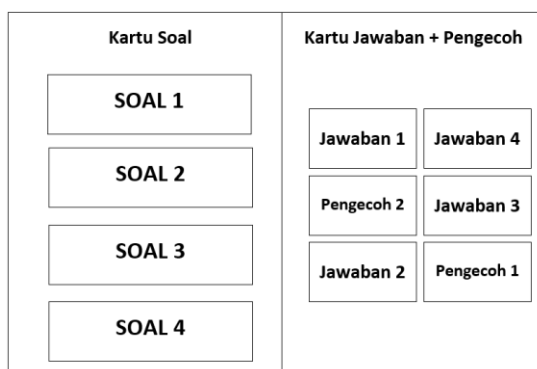 Kartu Soal
SOAL 1
SOAL 2
SOAL 3
SOAL 4
Kartu Jawaban + Pengecoh
Jawaban 1
Jawaban 4
Pengecoh 2
Jawaban 3
Jawaban 2
Pengecoh 1